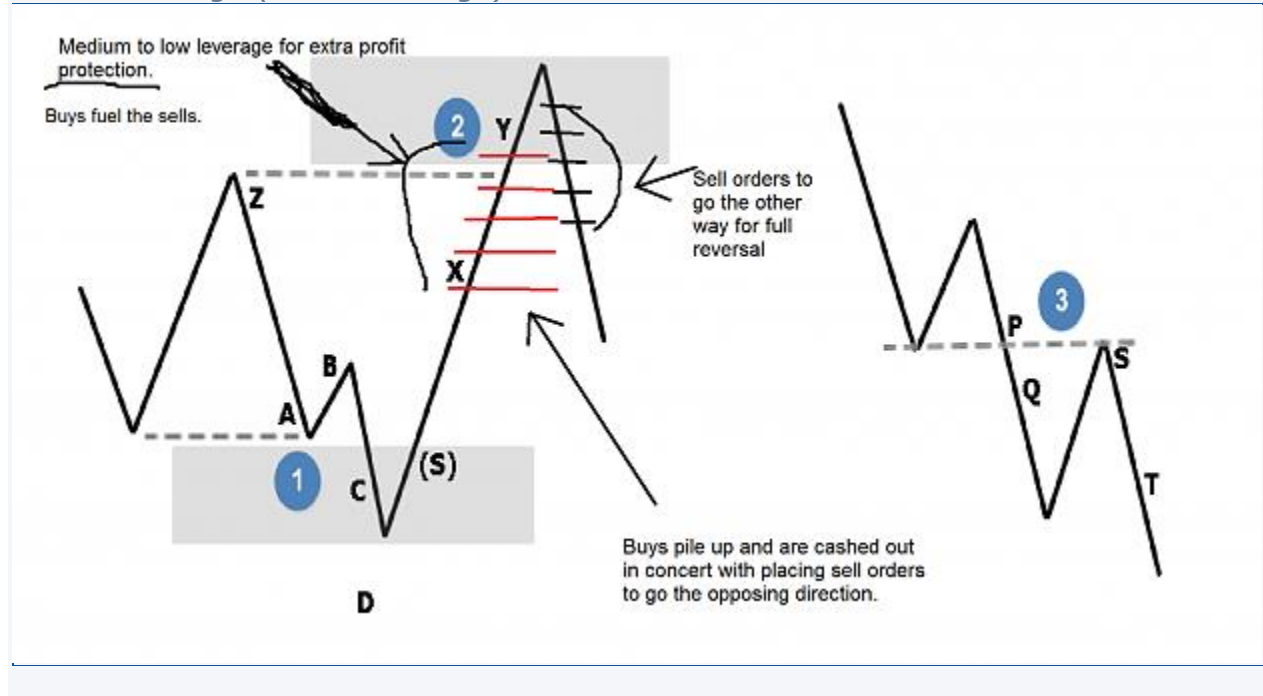 Medium to low leverage for extra profit
protection.
Buys fuel the sells.
2
Y
Z
Sell orders to
go the other
way for full
reversal
X
3
P
B
S
A
Q
(S)
1
C
T
Buys pile up and are cashed out
in concert with placing sell orders
to go the opposing direction.
D